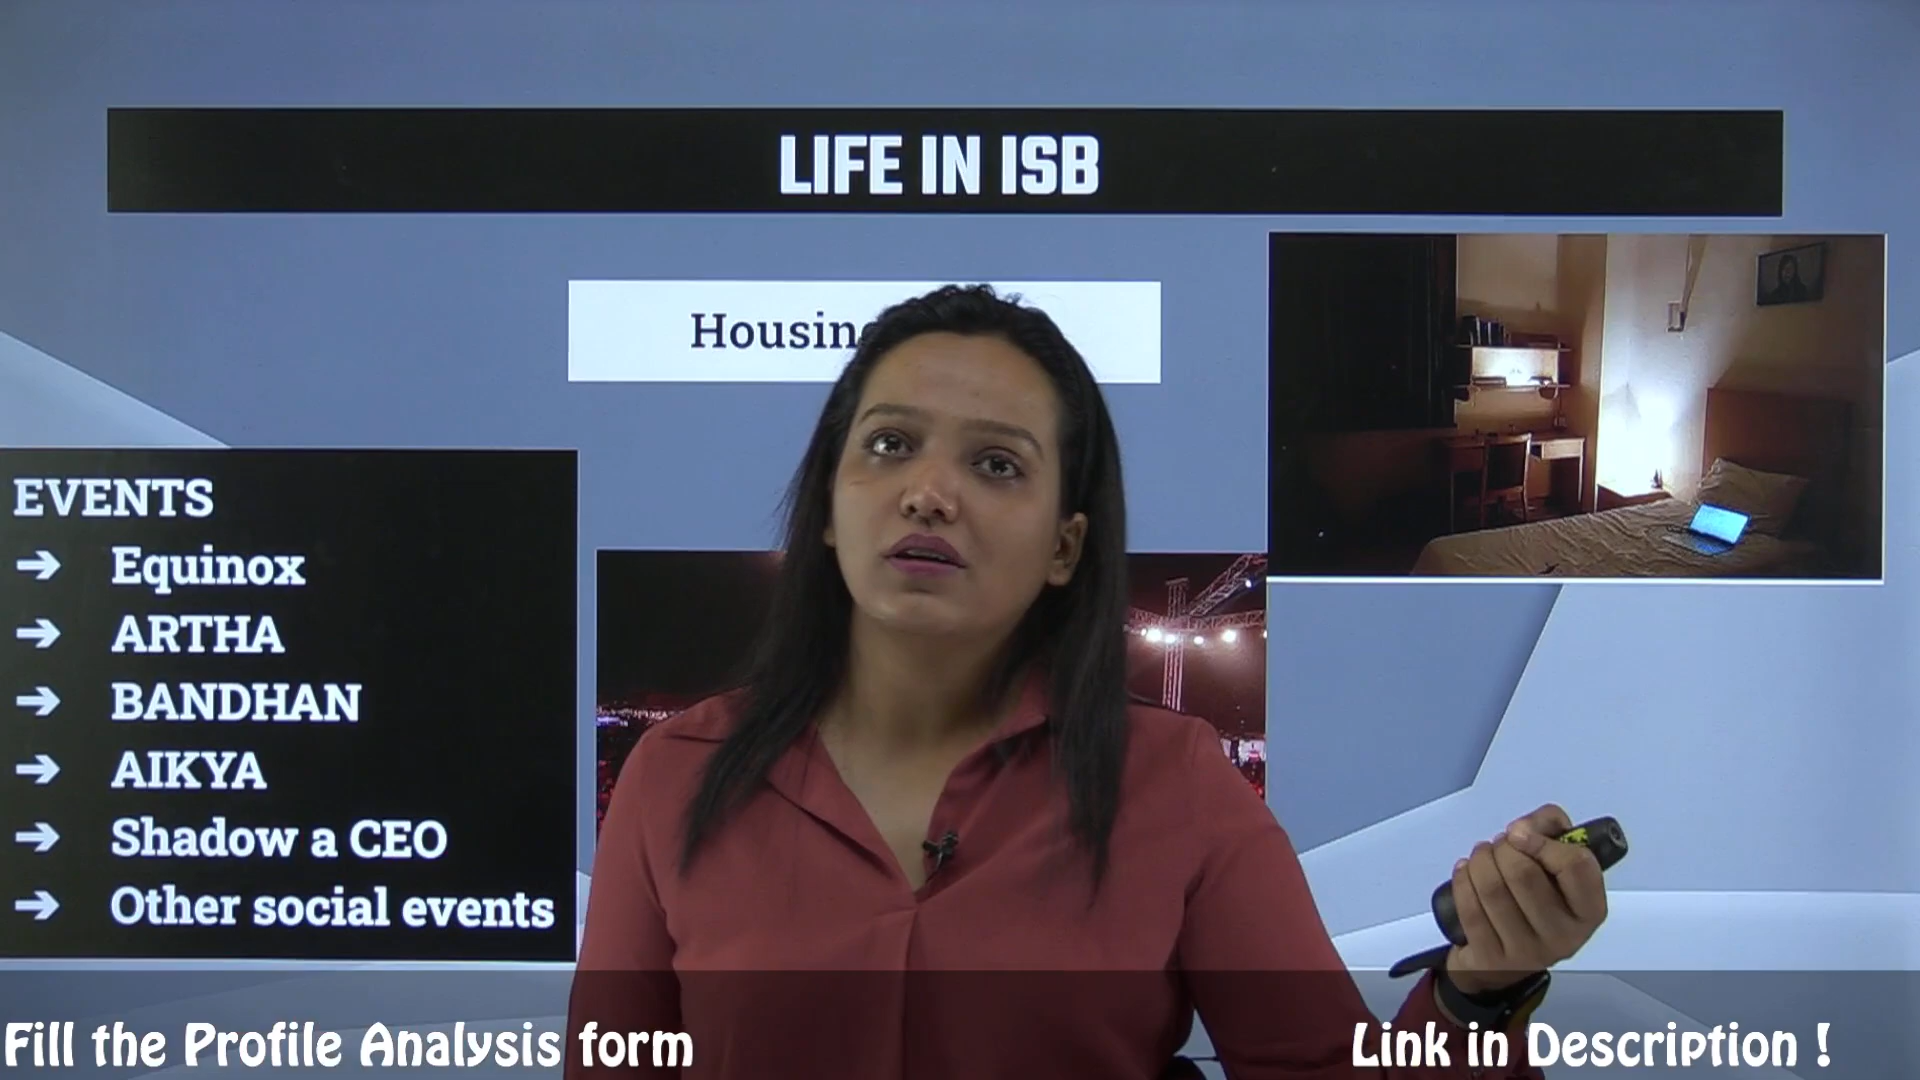 LIFE IN ISB
EVENTS
➔ Equinox
➔ ARTHA
➔ BANDHAN
➔ AIKYA
➔ Shadow a CEO
➔ Other social events
Fill the Profile Analysis form
Link in Description !